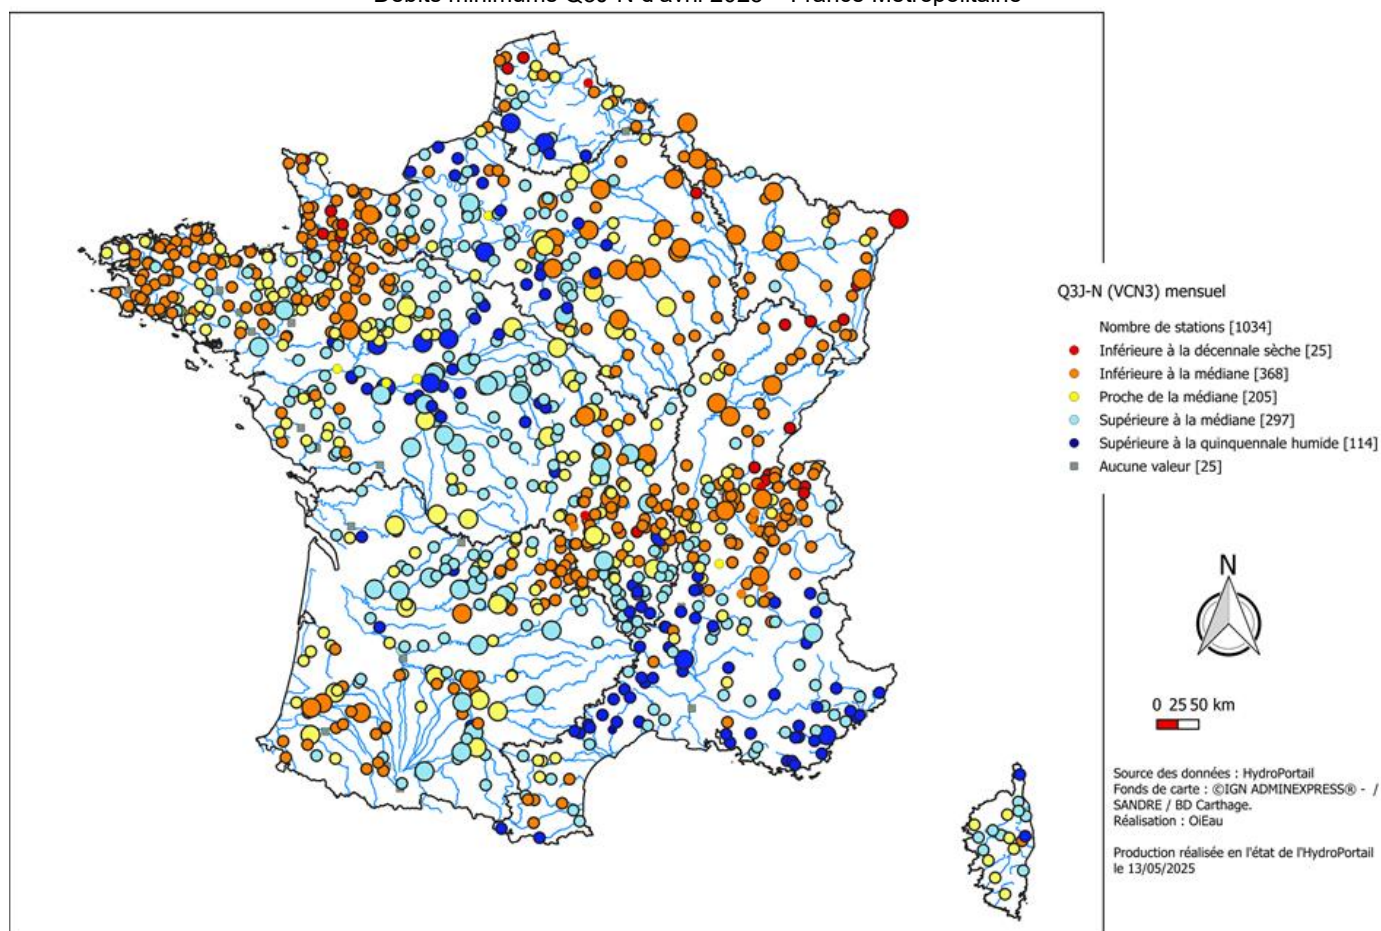 Q3J-N (VCN3) mensuel
Nombre de stations [1034]
Inférieure à la décennale sèche [25]
Inférieure à la médiane [368]
Proche de la médiane [205]
Supérieure à la médiane [297]
Supérieure à la quinquennale humide [114]
Aucune valeur [25]
N
0 25 50 km
Source des données : HydroPortail
Fonds de carte : ©IGN ADMINEXPRESS® - /
SANDRE / BD Carthage.
Réalisation : OiEau
Production réalisée en l'état de l'HydroPortail
le 13/05/2025